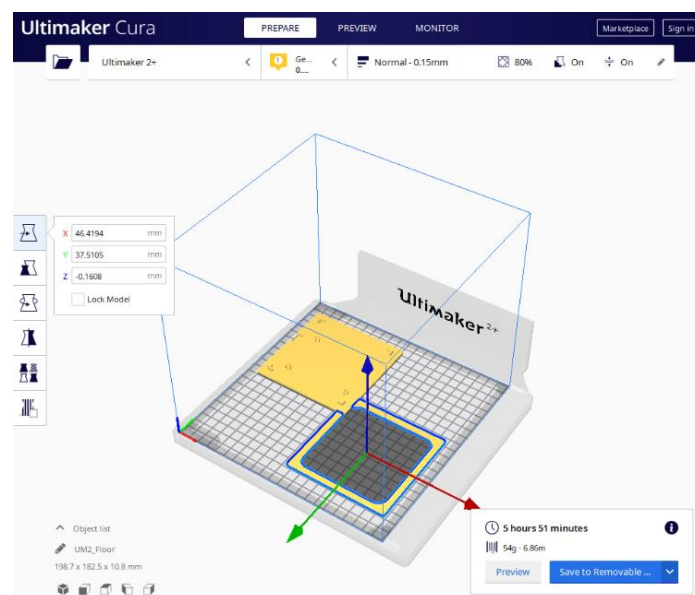 Ultimaker Cura PREPARE PREVIEW MONITOR Marketplace Sign in
Ultimaker 2+ Ge... Normal - 0.15mm 80% On On
0....
X 46.4194 mm
Y 37.5105 mm
Z -0.1608 mm
Lock Model
Ultimaker 2+
Object list
UM2_Floor
198.7 x 182.5 x 10.8 mm
5 hours 51 minutes
54g · 6.86m
Preview Save to Removable ...